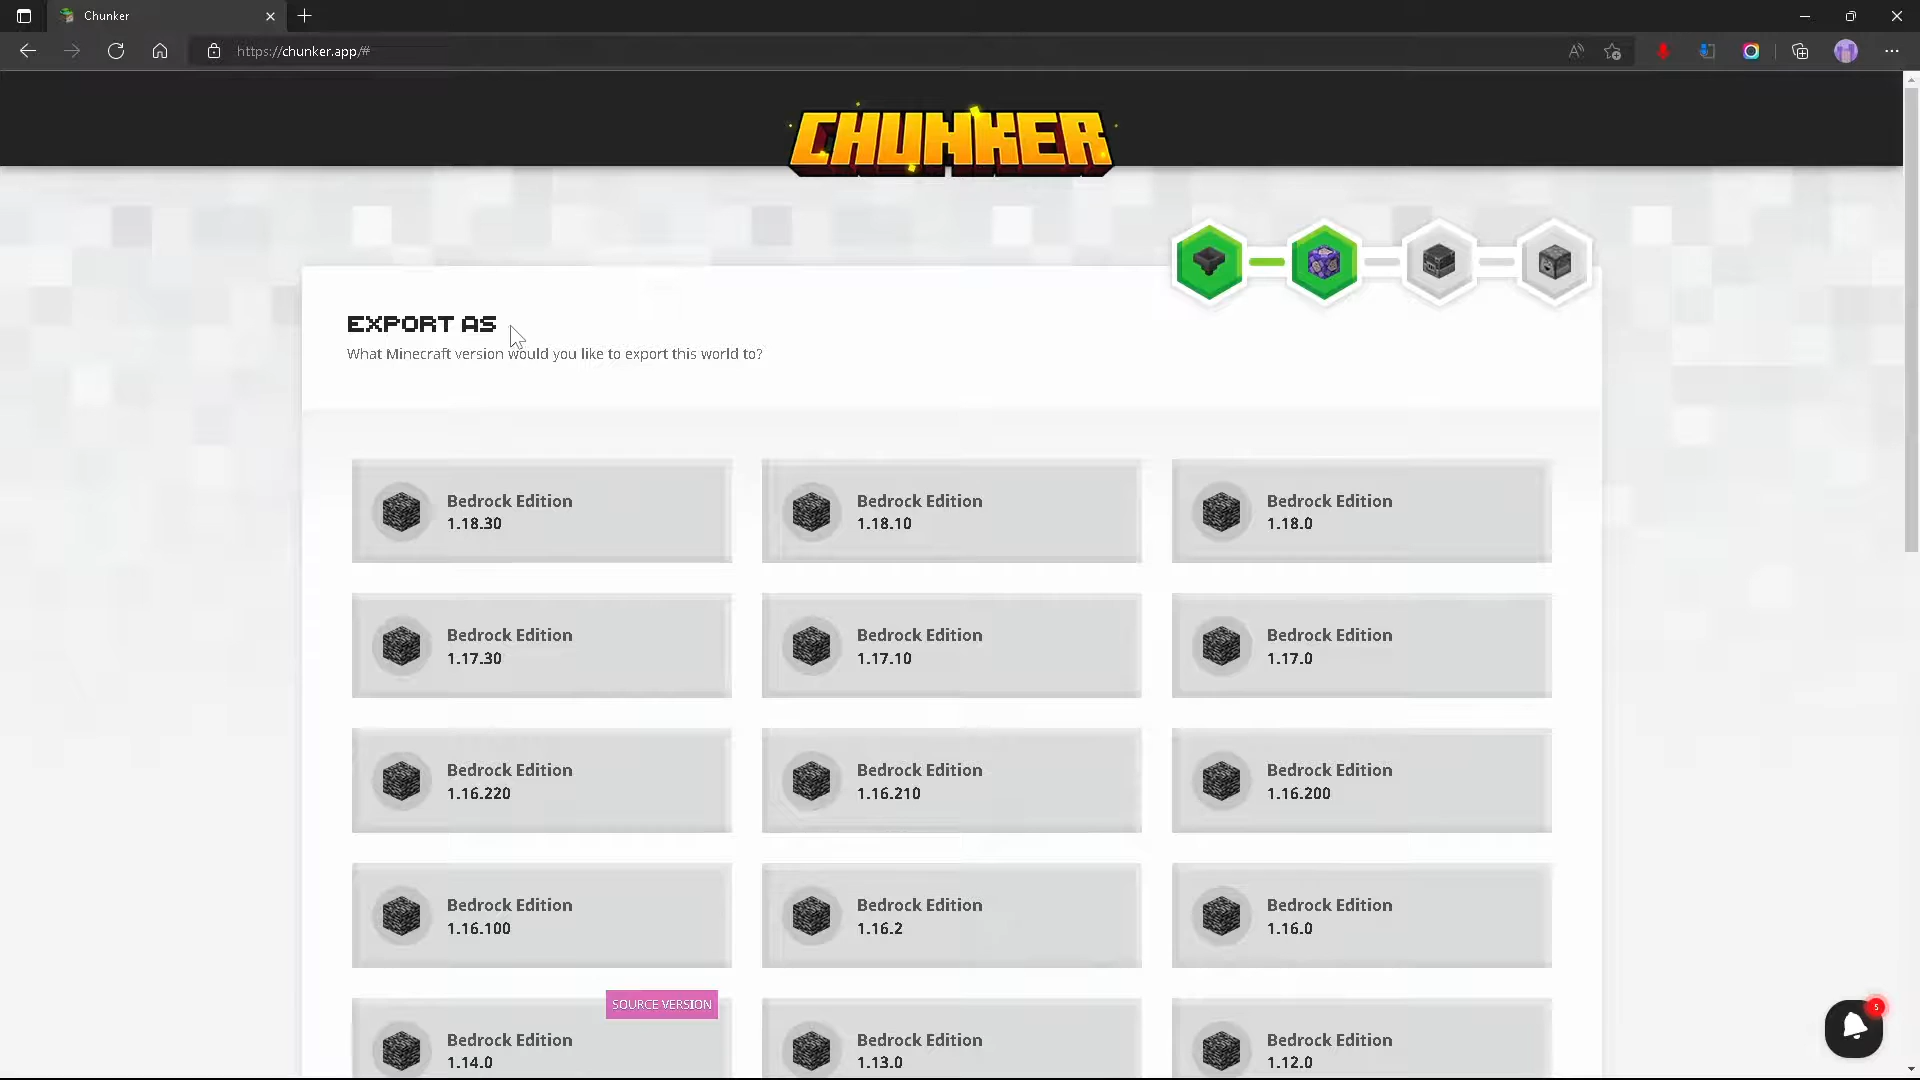 Chunker
https://chunker.app/#
CHUNKER
EXPORT AS
What Minecraft version would you like to export this world to?
Bedrock Edition
1.18.30
Bedrock Edition
1.18.10
Bedrock Edition
1.18.0
Bedrock Edition
1.17.30
Bedrock Edition
1.17.10
Bedrock Edition
1.17.0
Bedrock Edition
1.16.220
Bedrock Edition
1.16.210
Bedrock Edition
1.16.200
Bedrock Edition
1.16.100
Bedrock Edition
1.16.2
Bedrock Edition
1.16.0
SOURCE VERSION
Bedrock Edition
1.14.0
Bedrock Edition
1.13.0
Bedrock Edition
1.12.0
5